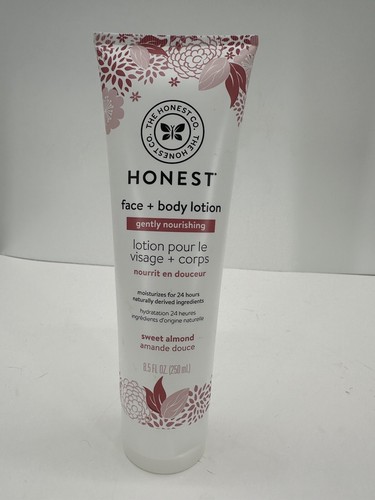 THE HONEST CO. THE HONEST CO.
HONEST
face + body lotion
gently nourishing
lotion pour le
visage + corps
nourrit en douceur
moisturizes for 24 hours
naturally derived ingredients
hydratation 24 heures
ingrédients d'origine naturelle
sweet almond
amande douce
8.5 FL. OZ. (250 mL)